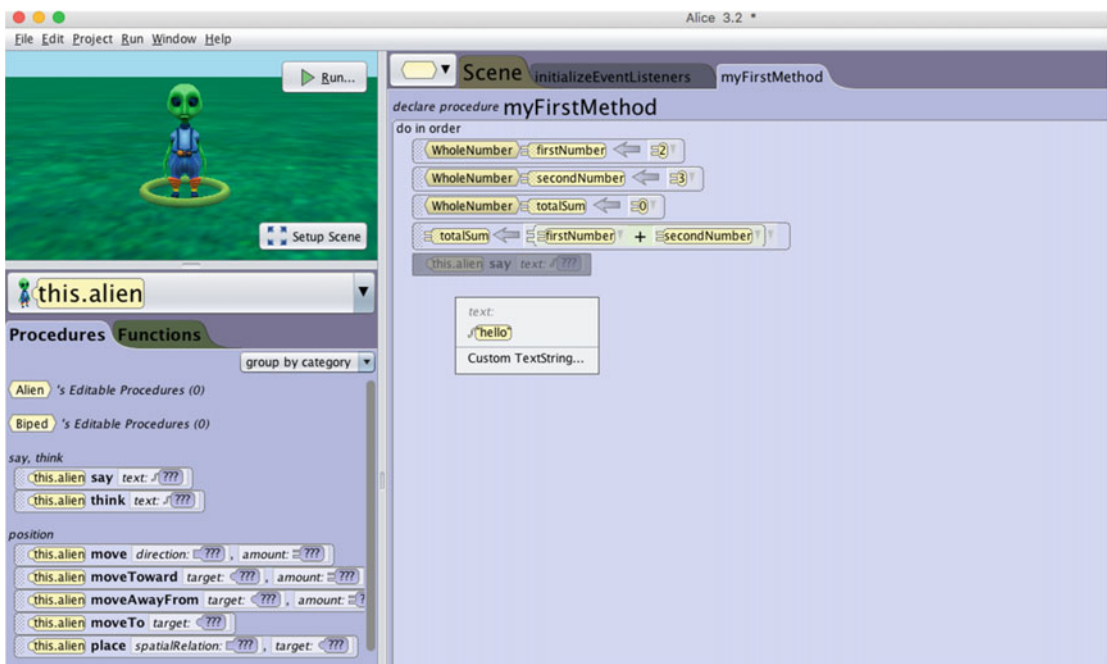 Alice 3.2 *
File Edit Project Run Window Help
Run...
Setup Scene
this.alien
Procedures Functions
group by category
Alien 's Editable Procedures (0)
Biped 's Editable Procedures (0)
say, think
this.alien say text: ???
this.alien think text: ???
position
this.alien move direction: ??? , amount: ???
this.alien moveToward target: ??? , amount: ???
this.alien moveAwayFrom target: ??? , amount: ?
this.alien moveTo target: ???
this.alien place spatialRelation: ??? , target: ???
Scene initializeEventListeners myFirstMethod
declare procedure myFirstMethod
do in order
WholeNumber firstNumber 2
WholeNumber secondNumber 3
WholeNumber totalSum 0
totalSum firstNumber + secondNumber
this.alien say text: ???
text:
"hello"
Custom TextString...